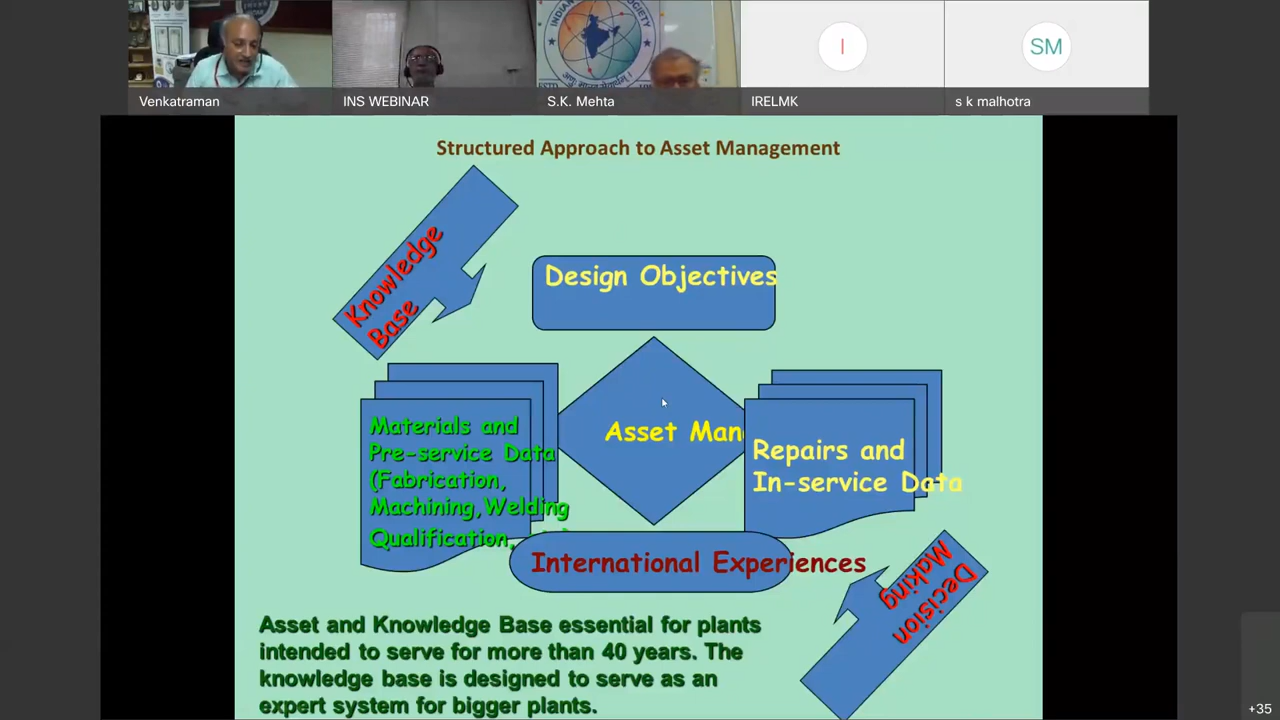 I
SM
Venkatraman
INS WEBINAR
S.K. Mehta
IRELMK
s k malhotra
Structured Approach to Asset Management
Knowledge
Base
Design Objectives
Materials and
Pre-service Data
(Fabrication,
Machining,Welding
Qualification,
Asset Man
Repairs and
In-service Data
International Experiences
Decision
Making
Asset and Knowledge Base essential for plants
intended to serve for more than 40 years. The
knowledge base is designed to serve as an
expert system for bigger plants.
+35